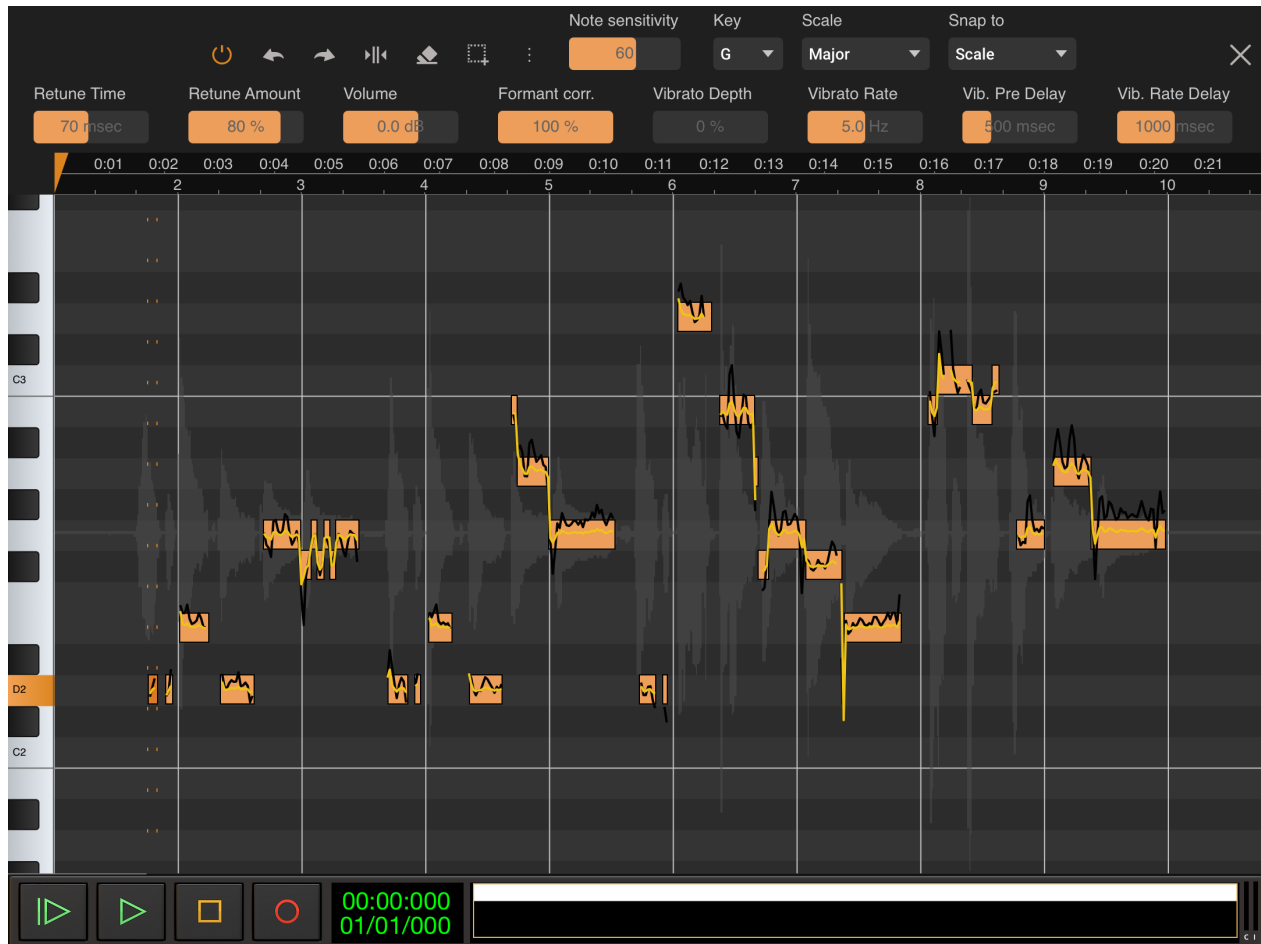 Note sensitivity Key Scale Snap to
60 G Major Scale
Retune Time Retune Amount Volume Formant corr. Vibrato Depth Vibrato Rate Vib. Pre Delay Vib. Rate Delay
70 msec 80 % 0.0 dB 100 % 0 % 5.0 Hz 500 msec 1000 msec
0:01 0:02 0:03 0:04 0:05 0:06 0:07 0:08 0:09 0:10 0:11 0:12 0:13 0:14 0:15 0:16 0:17 0:18 0:19 0:20 0:21
2 3 4 5 6 7 8 9 10
C3
D2
C2
00:00:000
01/01/000